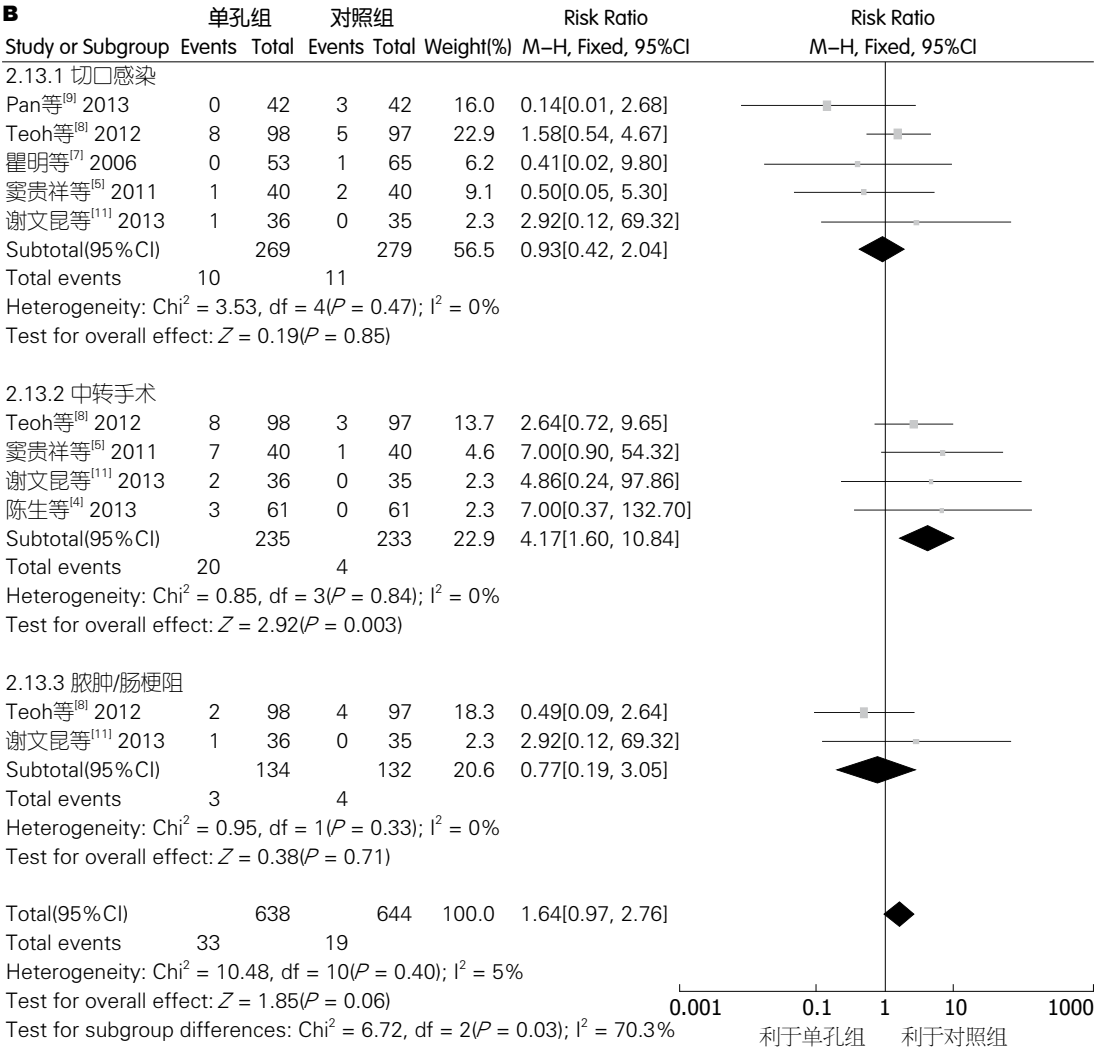 B
单孔组 对照组 Risk Ratio Risk Ratio
Study or Subgroup Events Total Events Total Weight(%) M–H, Fixed, 95%CI M–H, Fixed, 95%CI
2.13.1 切口感染
Pan等[9] 2013 0 42 3 42 16.0 0.14[0.01, 2.68]
Teoh等[8] 2012 8 98 5 97 22.9 1.58[0.54, 4.67]
瞿明等[7] 2006 0 53 1 65 6.2 0.41[0.02, 9.80]
窦贵祥等[5] 2011 1 40 2 40 9.1 0.50[0.05, 5.30]
谢文昆等[11] 2013 1 36 0 35 2.3 2.92[0.12, 69.32]
Subtotal(95%CI) 269 279 56.5 0.93[0.42, 2.04]
Total events 10 11
Heterogeneity: Chi² = 3.53, df = 4(P = 0.47); I² = 0%
Test for overall effect: Z = 0.19(P = 0.85)
2.13.2 中转手术
Teoh等[8] 2012 8 98 3 97 13.7 2.64[0.72, 9.65]
窦贵祥等[5] 2011 7 40 1 40 4.6 7.00[0.90, 54.32]
谢文昆等[11] 2013 2 36 0 35 2.3 4.86[0.24, 97.86]
陈生等[4] 2013 3 61 0 61 2.3 7.00[0.37, 132.70]
Subtotal(95%CI) 235 233 22.9 4.17[1.60, 10.84]
Total events 20 4
Heterogeneity: Chi² = 0.85, df = 3(P = 0.84); I² = 0%
Test for overall effect: Z = 2.92(P = 0.003)
2.13.3 脓肿/肠梗阻
Teoh等[8] 2012 2 98 4 97 18.3 0.49[0.09, 2.64]
谢文昆等[11] 2013 1 36 0 35 2.3 2.92[0.12, 69.32]
Subtotal(95%CI) 134 132 20.6 0.77[0.19, 3.05]
Total events 3 4
Heterogeneity: Chi² = 0.95, df = 1(P = 0.33); I² = 0%
Test for overall effect: Z = 0.38(P = 0.71)
Total(95%CI) 638 644 100.0 1.64[0.97, 2.76]
Total events 33 19
Heterogeneity: Chi² = 10.48, df = 10(P = 0.40); I² = 5%
Test for overall effect: Z = 1.85(P = 0.06)
0.001 0.1 1 10 1000
Test for subgroup differences: Chi² = 6.72, df = 2(P = 0.03); I² = 70.3%
利于单孔组 利于对照组